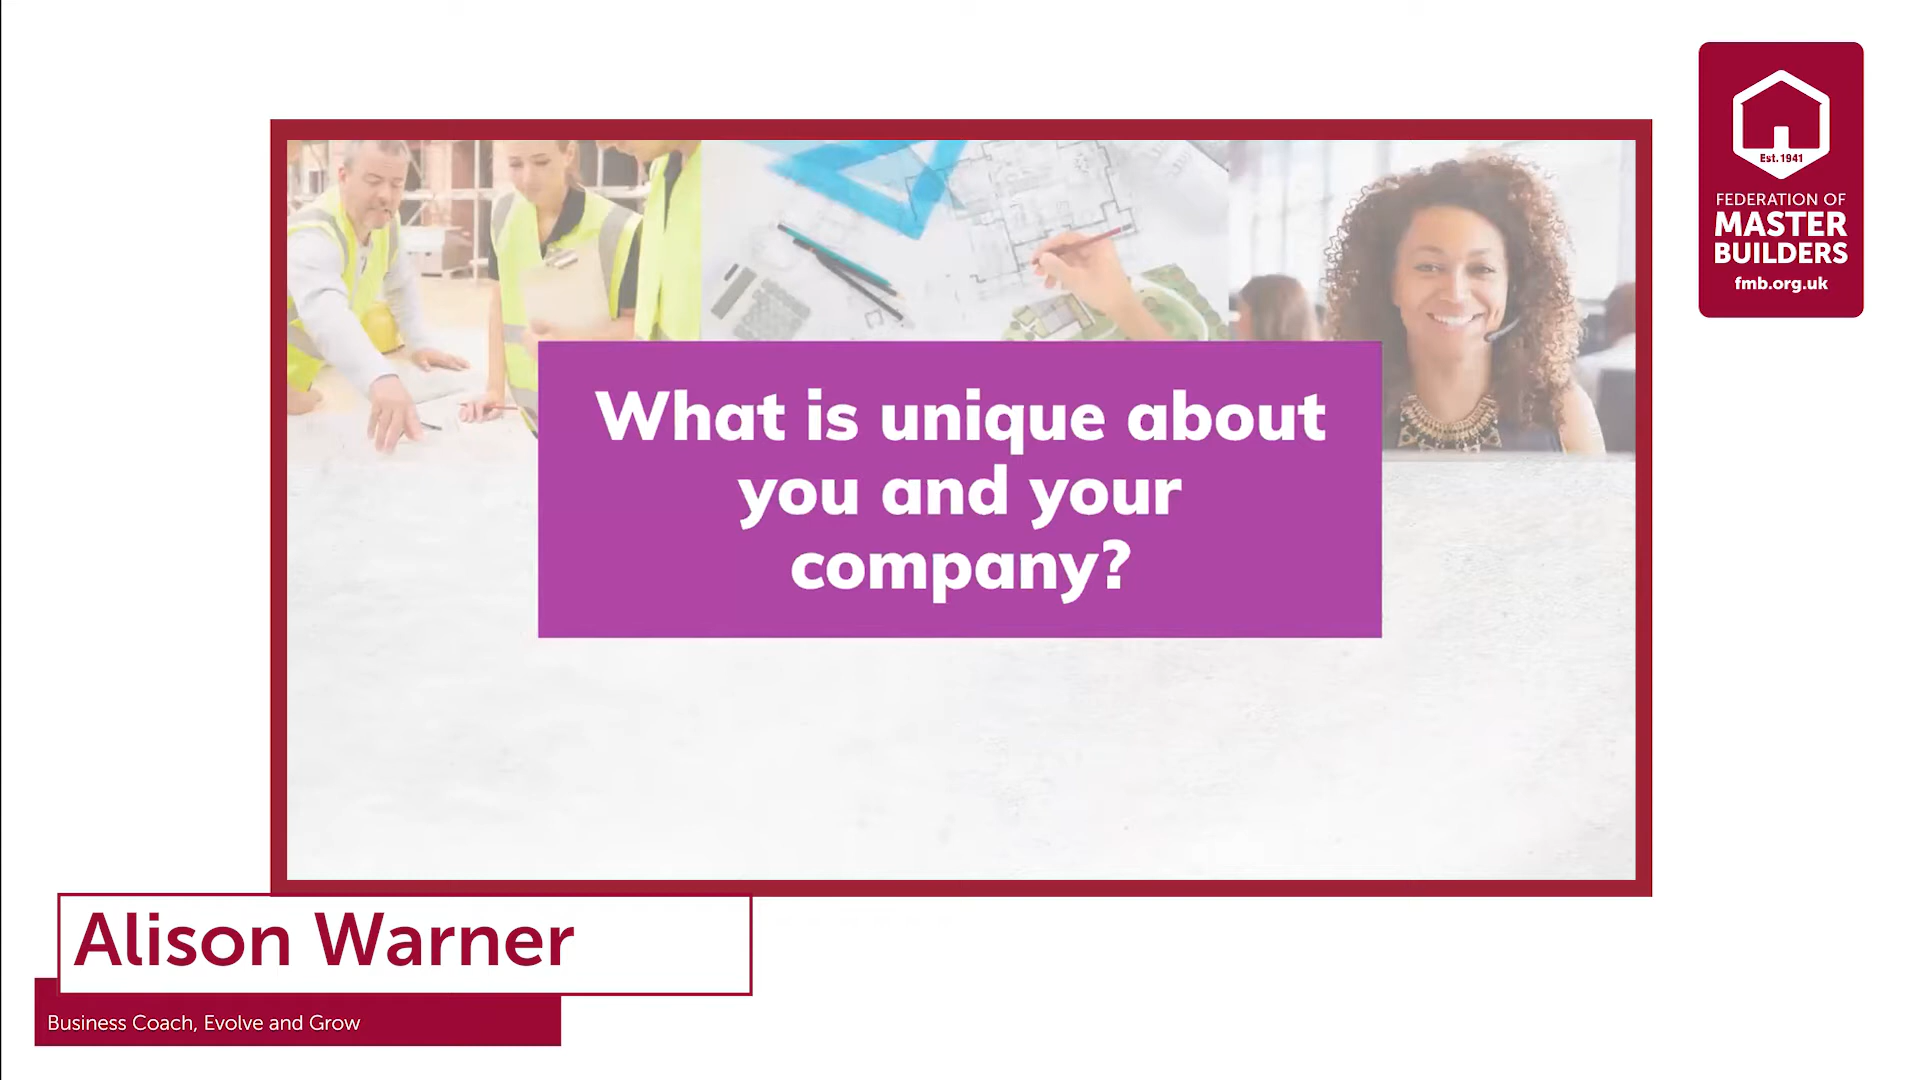 Est. 1941
FEDERATION OF
MASTER
BUILDERS
fmb.org.uk
What is unique about
you and your
company?
Alison Warner
Business Coach, Evolve and Grow